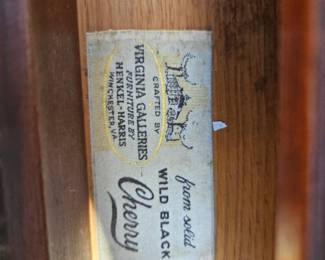 CRAFTED BY
VIRGINIA GALLERIES
FURNITURE BY
HENKEL-HARRIS
WINCHESTER, VA.
from solid
WILD BLACK
Cherry